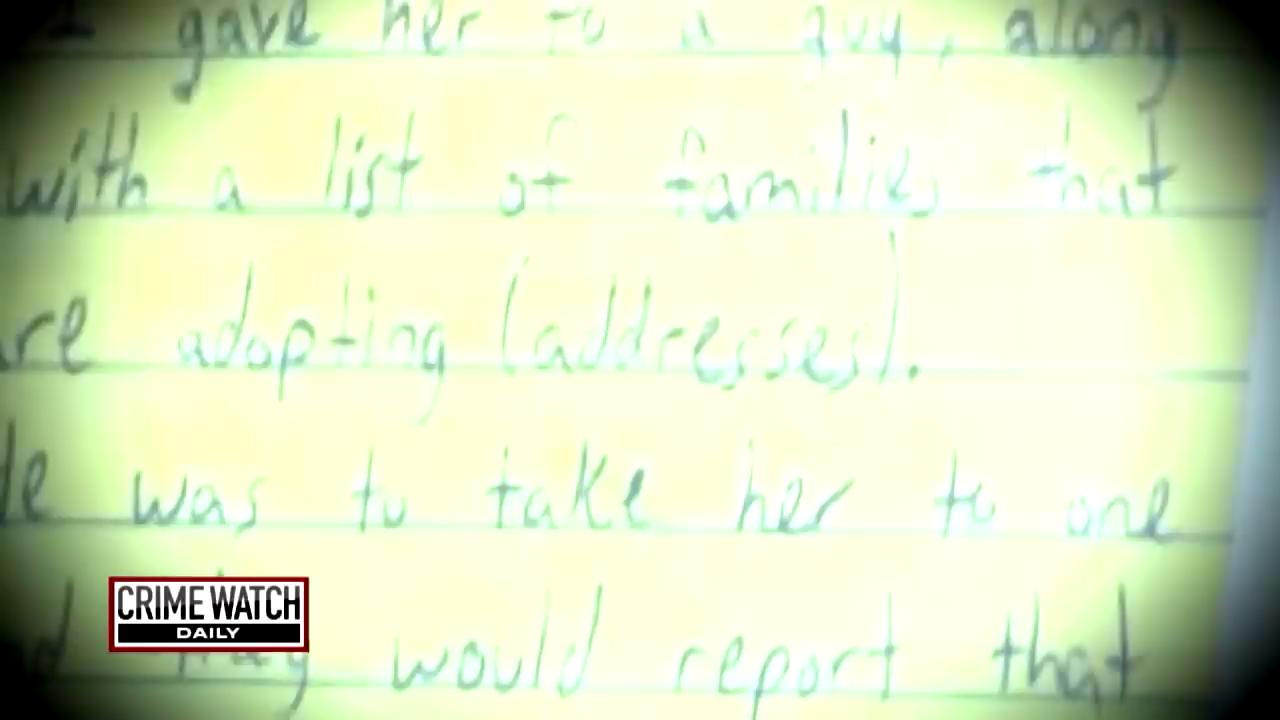 I gave her to a guy, along
with a list of families that
are adopting (addresses).
He was to take her to one
they would report that
CRIME WATCH
DAILY